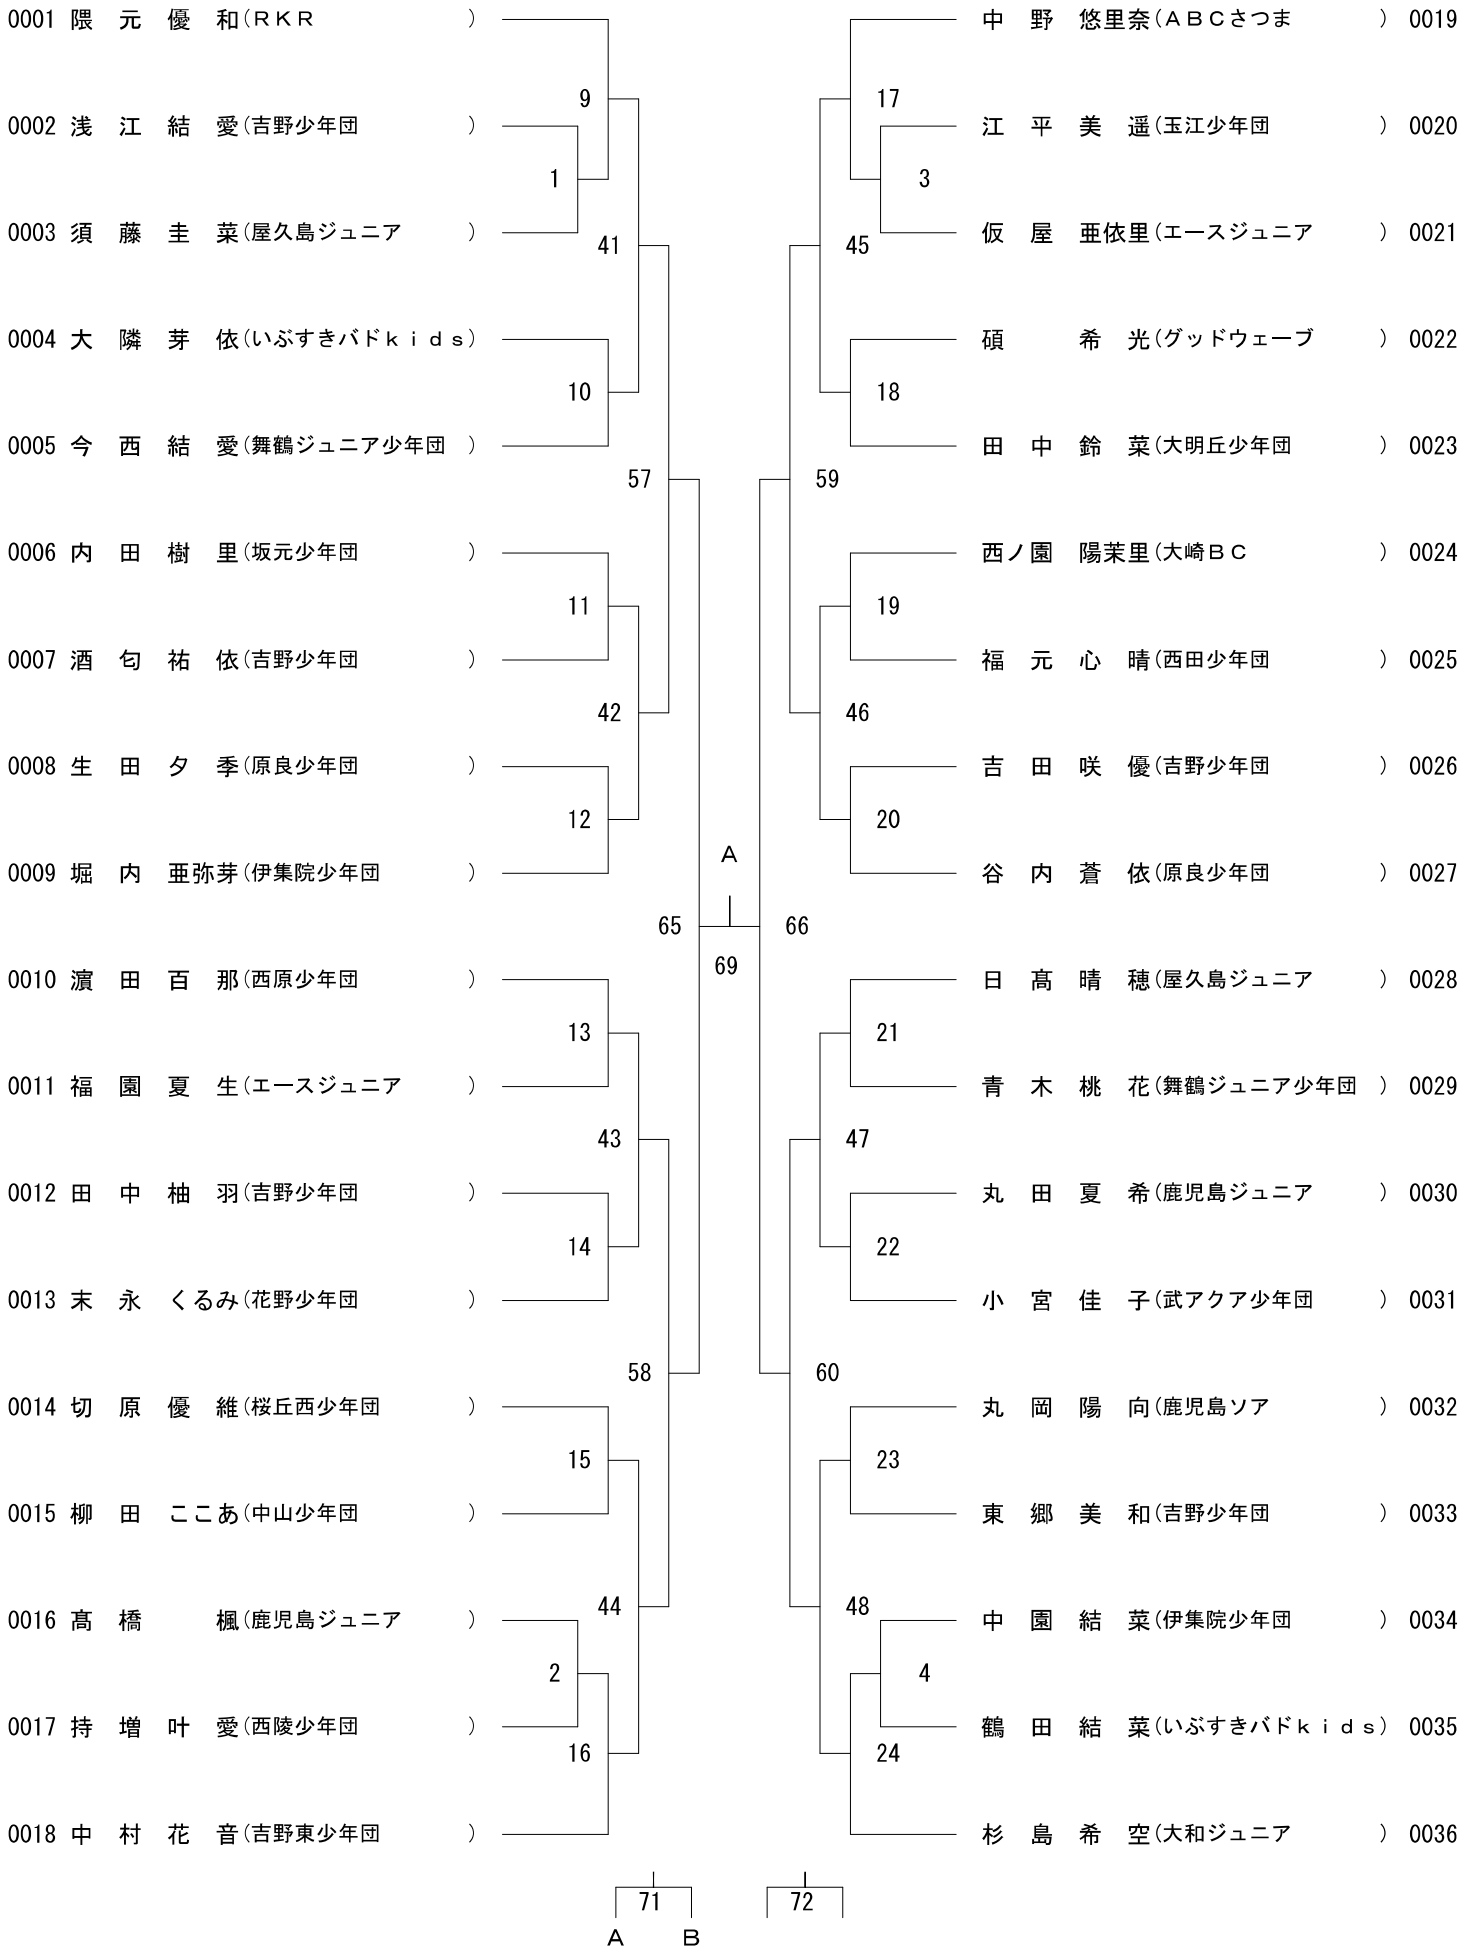 0001 隈 元 優 和(RKR ) 中 野 悠里奈(ABCさつま ) 0019
9 17
0002 浅 江 結 愛(吉野少年団 ) 江 平 美 遥(玉江少年団 ) 0020
1 3
0003 須 藤 圭 菜(屋久島ジュニア ) 仮 屋 亜依里(エースジュニア ) 0021
41 45
0004 大 隣 芽 依(いぶすきバドkids) 碩 希 光(グッドウェーブ ) 0022
10 18
0005 今 西 結 愛(舞鶴ジュニア少年団 ) 田 中 鈴 菜(大明丘少年団 ) 0023
57 59
0006 内 田 樹 里(坂元少年団 ) 西ノ園 陽茉里(大崎BC ) 0024
11 19
0007 酒 匂 祐 依(吉野少年団 ) 福 元 心 晴(西田少年団 ) 0025
42 46
0008 生 田 夕 季(原良少年団 ) 吉 田 咲 優(吉野少年団 ) 0026
12 20
A
0009 堀 内 亜弥芽(伊集院少年団 ) 谷 内 蒼 依(原良少年団 ) 0027
65 66
69
0010 濵 田 百 那(西原少年団 ) 日 髙 晴 穂(屋久島ジュニア ) 0028
13 21
0011 福 園 夏 生(エースジュニア ) 青 木 桃 花(舞鶴ジュニア少年団 ) 0029
43 47
0012 田 中 柚 羽(吉野少年団 ) 丸 田 夏 希(鹿児島ジュニア ) 0030
14 22
0013 末 永 くるみ(花野少年団 ) 小 宮 佳 子(武アクア少年団 ) 0031
58 60
0014 切 原 優 維(桜丘西少年団 ) 丸 岡 陽 向(鹿児島ソア ) 0032
15 23
0015 柳 田 ここあ(中山少年団 ) 東 郷 美 和(吉野少年団 ) 0033
44 48
0016 髙 橋 楓(鹿児島ジュニア ) 中 園 結 菜(伊集院少年団 ) 0034
2 4
0017 持 増 叶 愛(西陵少年団 ) 鶴 田 結 菜(いぶすきバドkids) 0035
16 24
0018 中 村 花 音(吉野東少年団 ) 杉 島 希 空(大和ジュニア ) 0036
71 72
A B